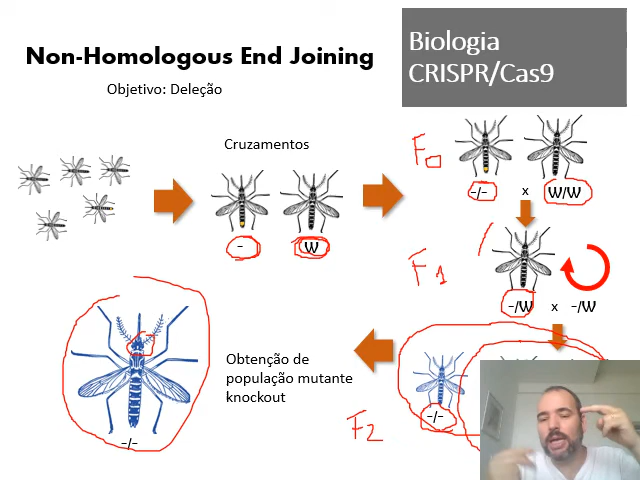 Non-Homologous End Joining
Objetivo: Deleção
Biologia
CRISPR/Cas9
Cruzamentos
-
W
F0
-/-
x
W/W
F1
-/W
x
-/W
Obtenção de
população mutante
knockout
F2
-/-
-/-